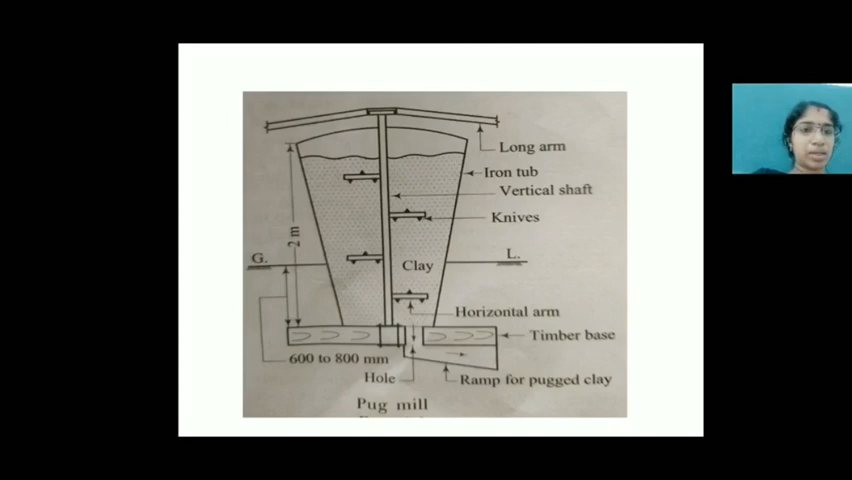 Long arm
Iron tub
Vertical shaft
Knives
2 m
G.
L.
Clay
Horizontal arm
Timber base
600 to 800 mm
Hole
Ramp for pugged clay
Pug mill